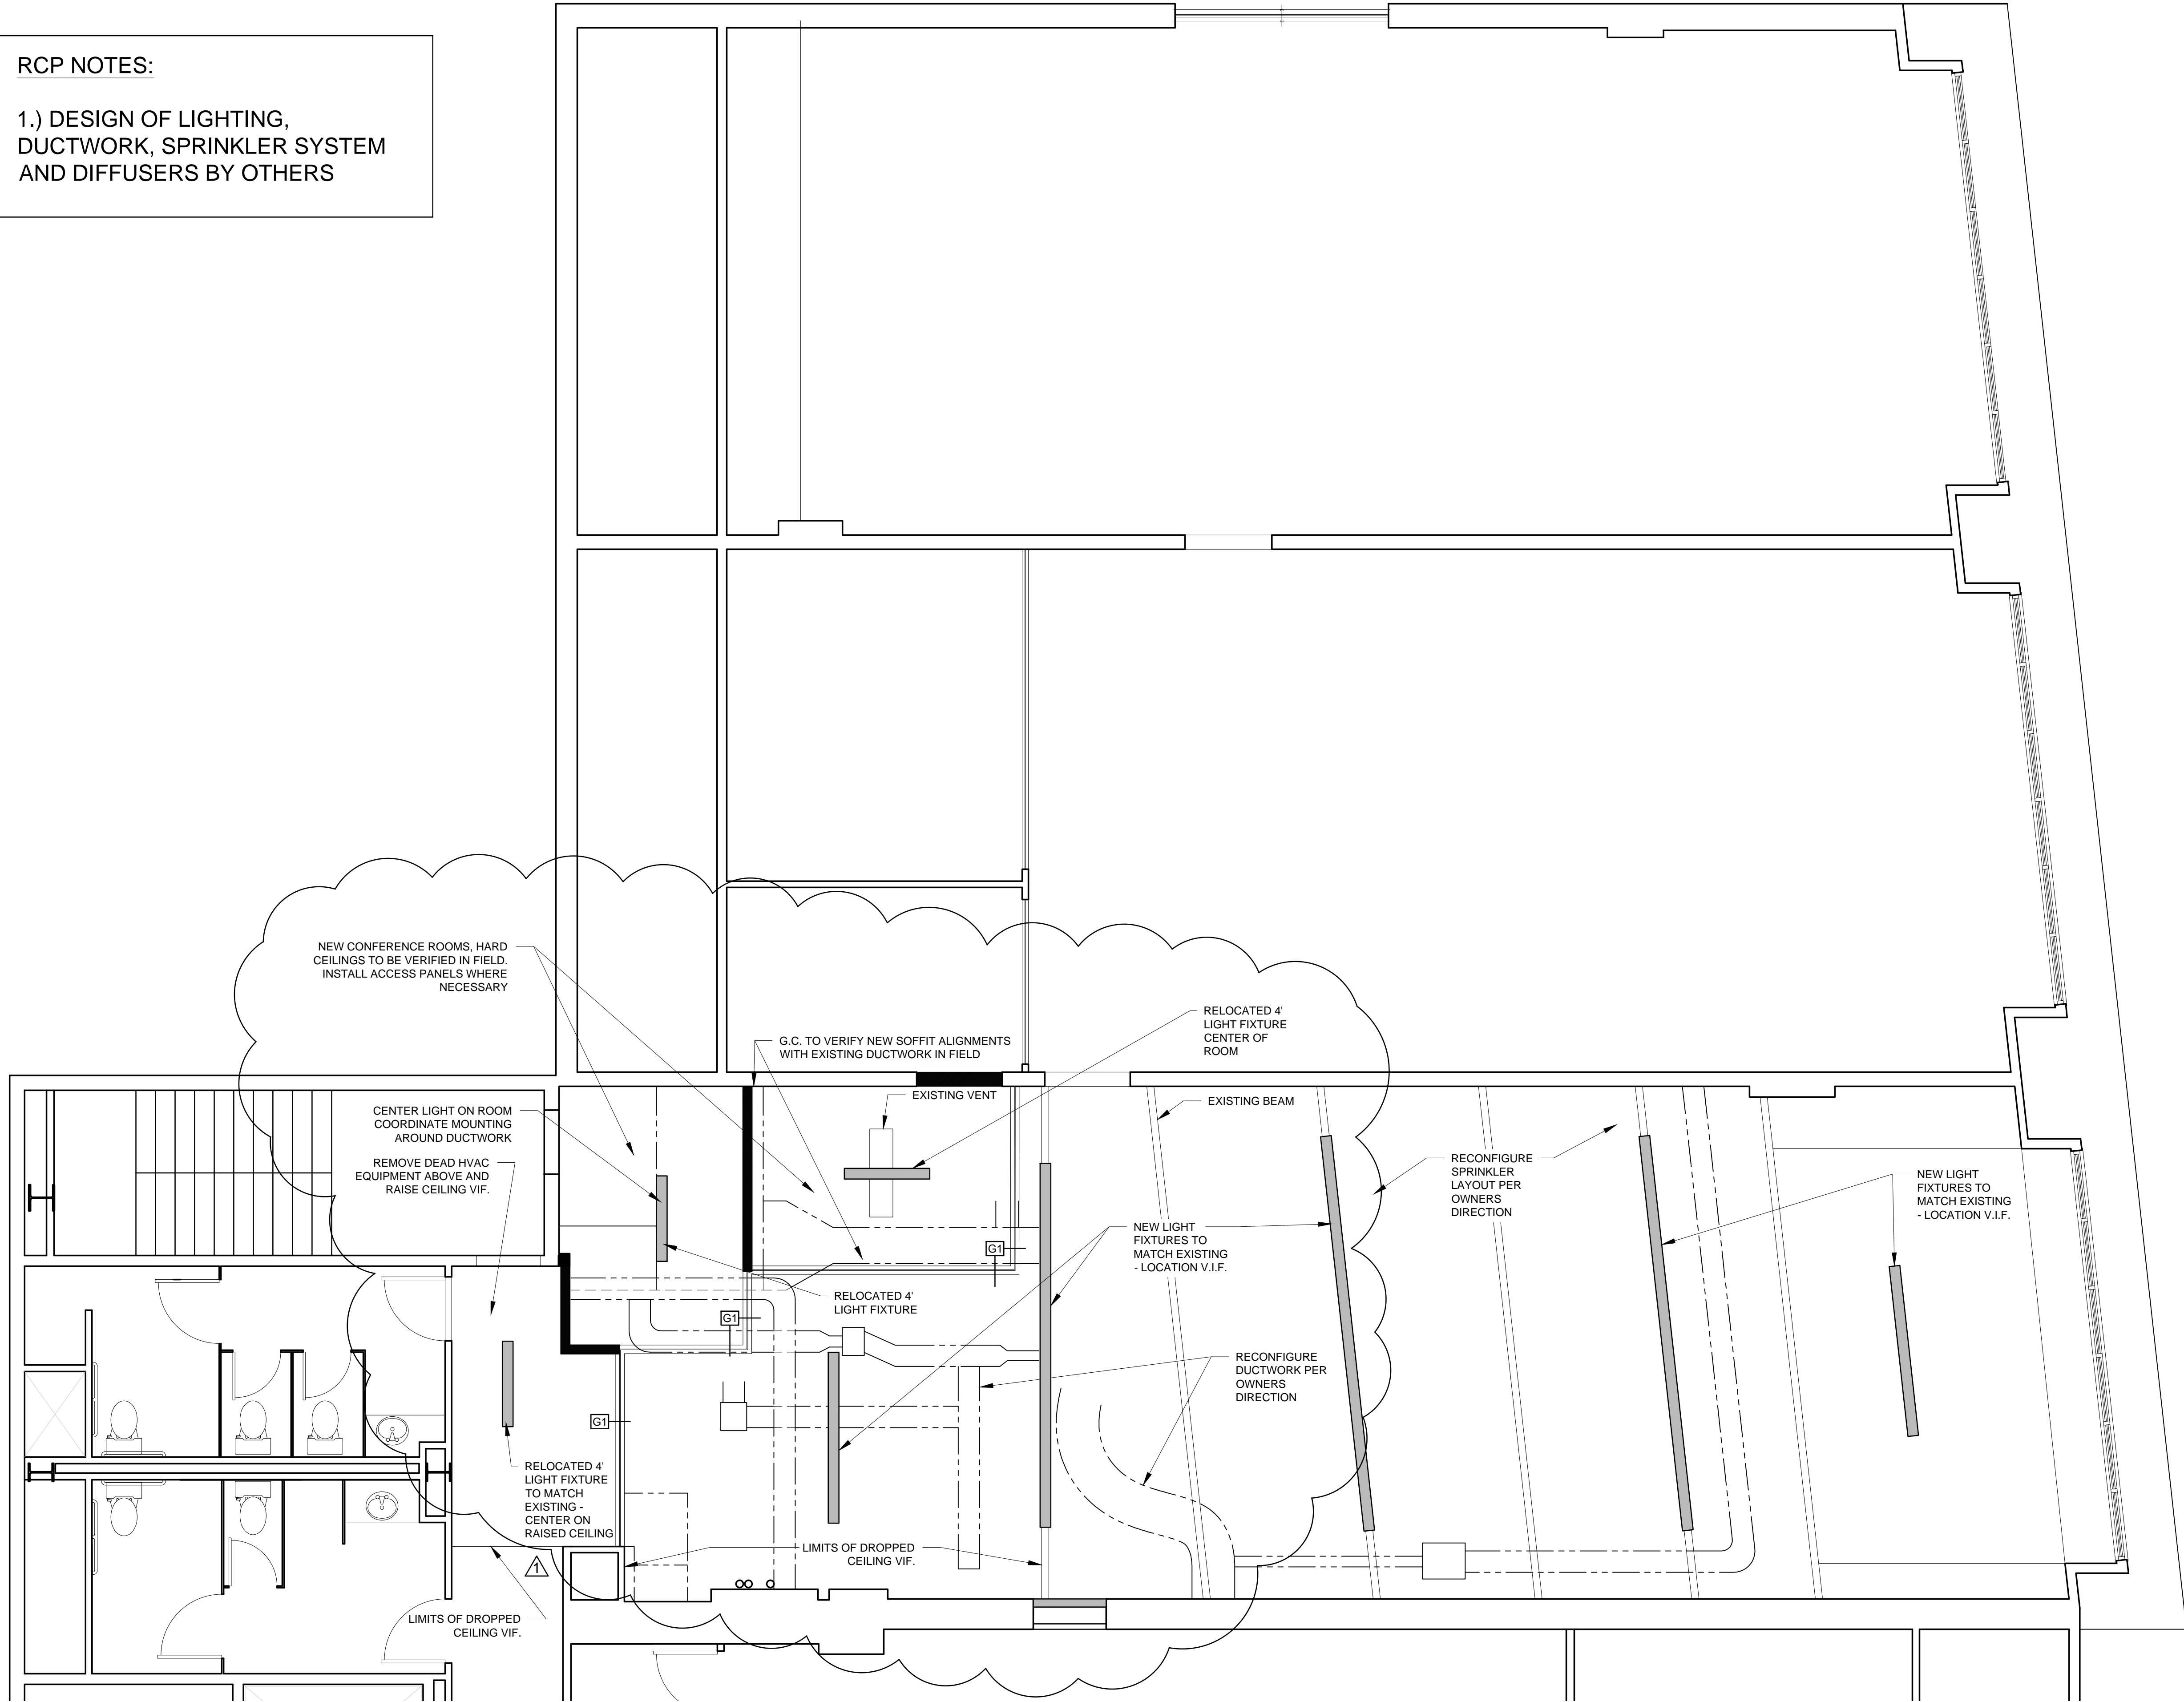 RCP NOTES:
1.) DESIGN OF LIGHTING,
DUCTWORK, SPRINKLER SYSTEM
AND DIFFUSERS BY OTHERS
NEW CONFERENCE ROOMS, HARD
CEILINGS TO BE VERIFIED IN FIELD.
INSTALL ACCESS PANELS WHERE
NECESSARY
RELOCATED 4'
LIGHT FIXTURE
CENTER OF
ROOM
G.C. TO VERIFY NEW SOFFIT ALIGNMENTS
WITH EXISTING DUCTWORK IN FIELD
EXISTING VENT
EXISTING BEAM
CENTER LIGHT ON ROOM
COORDINATE MOUNTING
AROUND DUCTWORK
REMOVE DEAD HVAC
EQUIPMENT ABOVE AND
RAISE CEILING VIF.
RECONFIGURE
SPRINKLER
LAYOUT PER
OWNERS
DIRECTION
NEW LIGHT
FIXTURES TO
MATCH EXISTING
- LOCATION V.I.F.
NEW LIGHT
FIXTURES TO
MATCH EXISTING
- LOCATION V.I.F.
G1
RELOCATED 4'
LIGHT FIXTURE
G1
RECONFIGURE
DUCTWORK PER
OWNERS
DIRECTION
G1
RELOCATED 4'
LIGHT FIXTURE
TO MATCH
EXISTING -
CENTER ON
RAISED CEILING
LIMITS OF DROPPED
CEILING VIF.
1
LIMITS OF DROPPED
CEILING VIF.